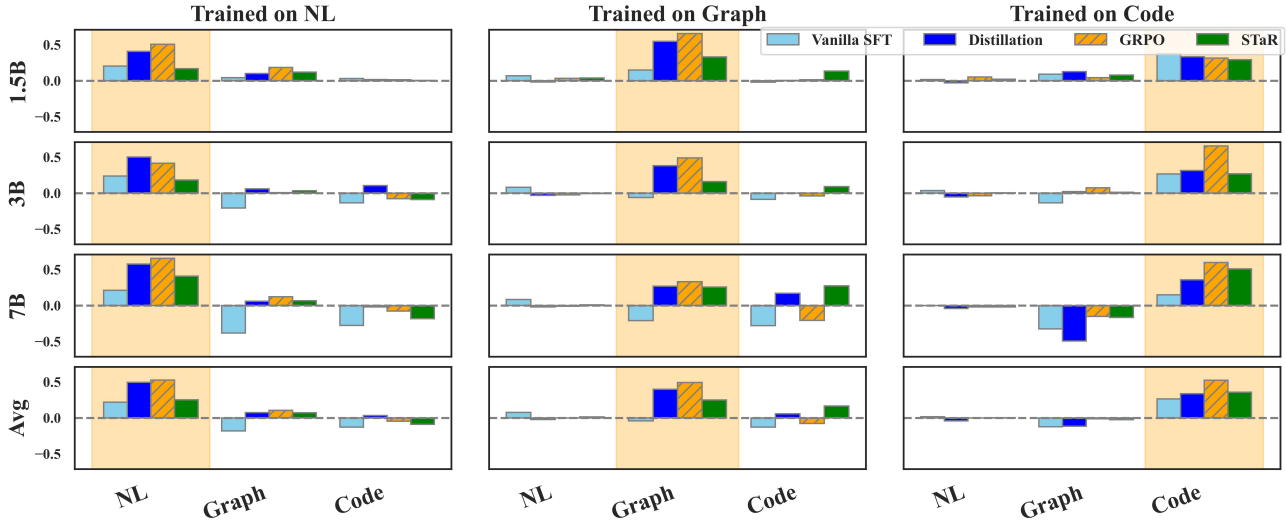 Trained on NL
Trained on Graph
Trained on Code
Vanilla SFT
Distillation
GRPO
STaR
1.5B
0.5
0.0
−0.5
3B
0.5
0.0
−0.5
7B
0.5
0.0
−0.5
Avg
0.5
0.0
−0.5
NL
Graph
Code
NL
Graph
Code
NL
Graph
Code